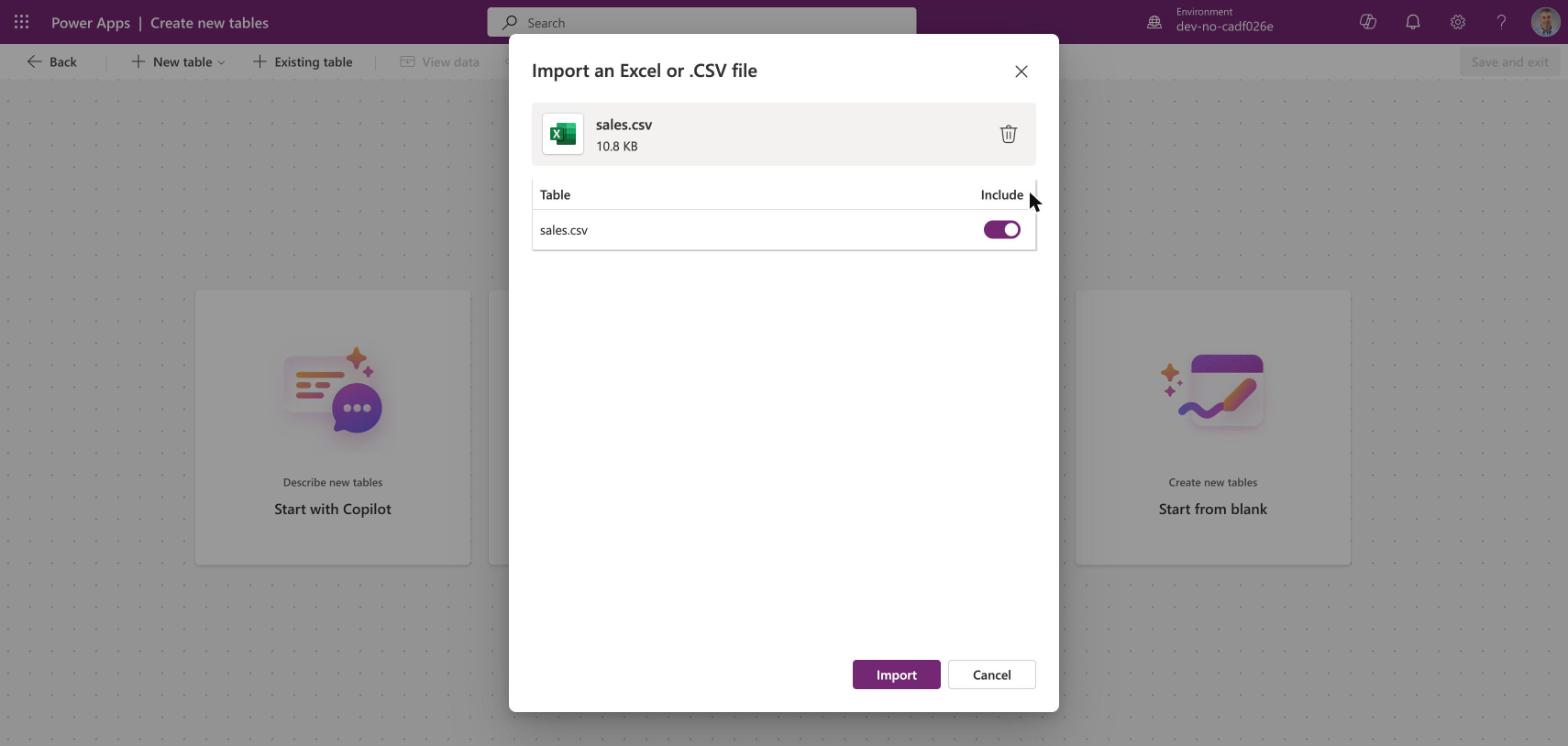 Power Apps | Create new tables
Search
Environment
dev-no-cadf026e
Back
New table
Existing table
View data
Save and exit
Import an Excel or .CSV file
sales.csv
10.8 KB
Table Include
sales.csv
Describe new tables
Start with Copilot
Create new tables
Start from blank
Import
Cancel